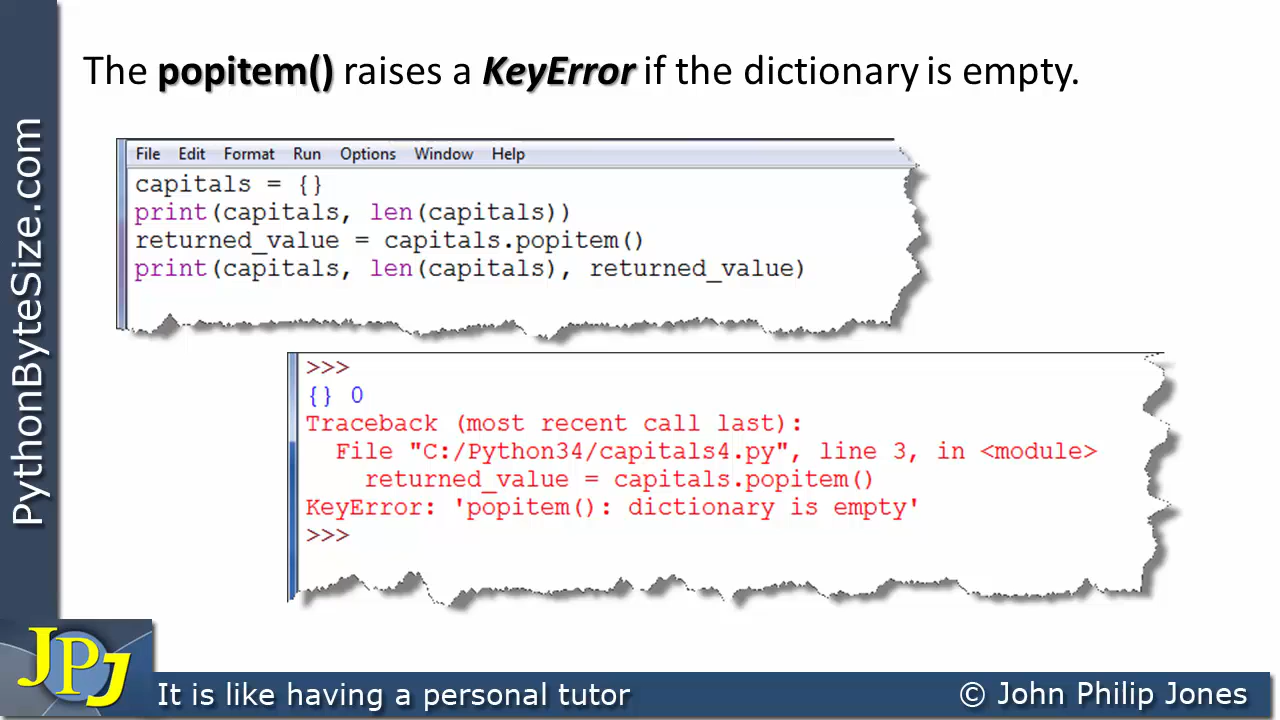 The popitem() raises a KeyError if the dictionary is empty.
File Edit Format Run Options Window Help
capitals = {}
print(capitals, len(capitals))
returned_value = capitals.popitem()
print(capitals, len(capitals), returned_value)
>>>
{} 0
Traceback (most recent call last):
  File "C:/Python34/capitals4.py", line 3, in <module>
    returned_value = capitals.popitem()
KeyError: 'popitem(): dictionary is empty'
>>>
PythonByteSize.com
JPJ
It is like having a personal tutor
© John Philip Jones